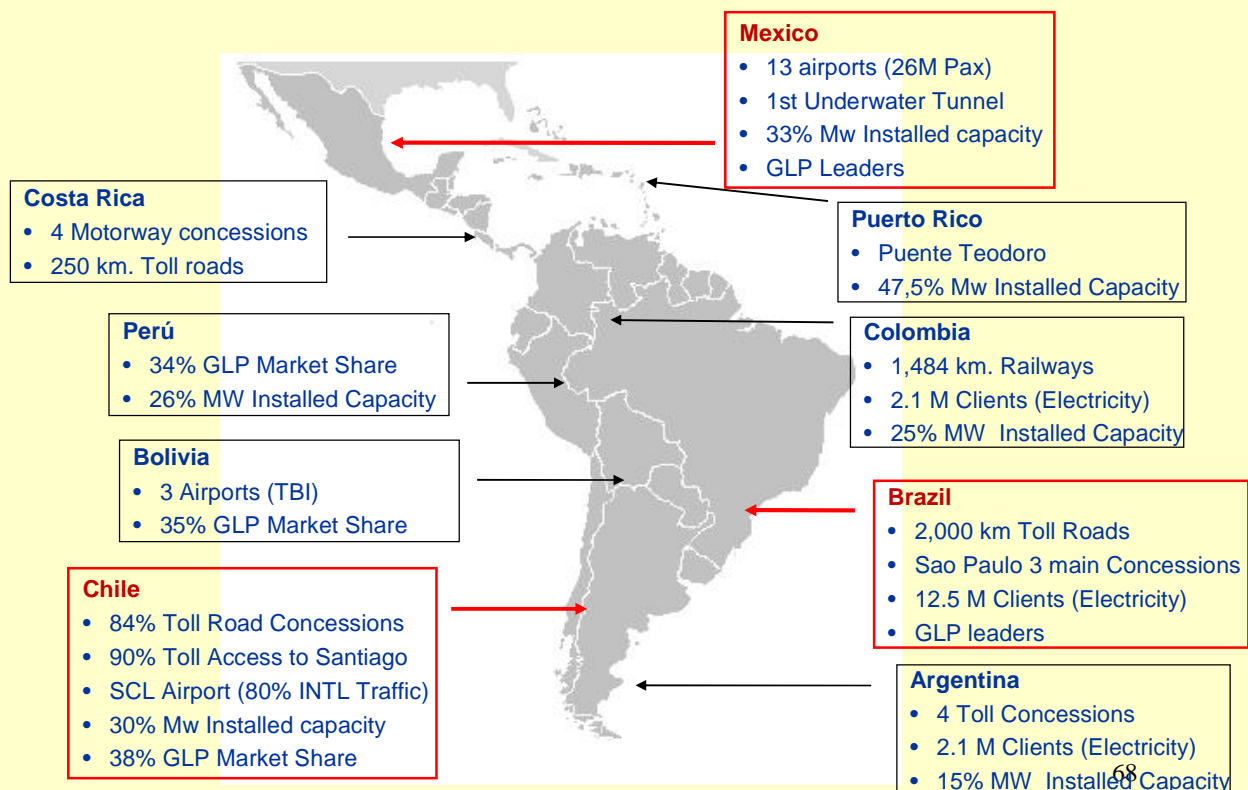 Mexico
• 13 airports (26M Pax)
• 1st Underwater Tunnel
• 33% Mw Installed capacity
• GLP Leaders
Costa Rica
• 4 Motorway concessions
• 250 km. Toll roads
Puerto Rico
• Puente Teodoro
• 47,5% Mw Installed Capacity
Perú
• 34% GLP Market Share
• 26% MW Installed Capacity
Colombia
• 1,484 km. Railways
• 2.1 M Clients (Electricity)
• 25% MW Installed Capacity
Bolivia
• 3 Airports (TBI)
• 35% GLP Market Share
Brazil
• 2,000 km Toll Roads
• Sao Paulo 3 main Concessions
• 12.5 M Clients (Electricity)
• GLP leaders
Chile
• 84% Toll Road Concessions
• 90% Toll Access to Santiago
• SCL Airport (80% INTL Traffic)
• 30% Mw Installed capacity
• 38% GLP Market Share
Argentina
• 4 Toll Concessions
• 2.1 M Clients (Electricity)
• 15% MW Installed Capacity
68